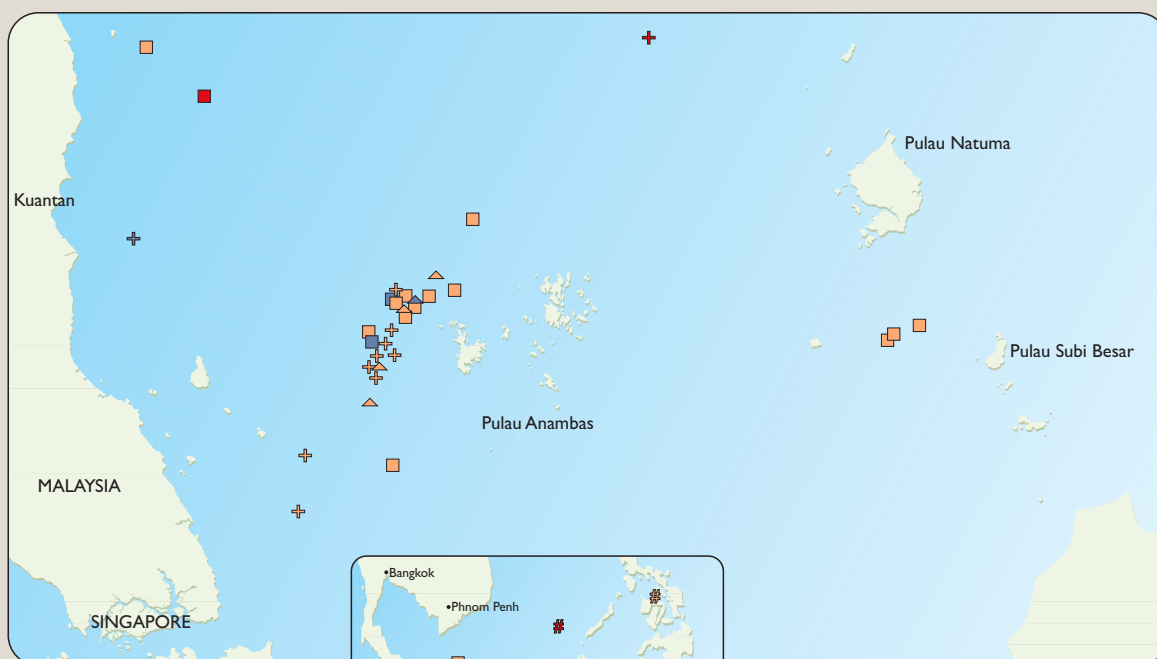 Pulau Natuma
Kuantan
Pulau Subi Besar
Pulau Anambas
MALAYSIA
•Bangkok
#
•Phnom Penh
SINGAPORE
#